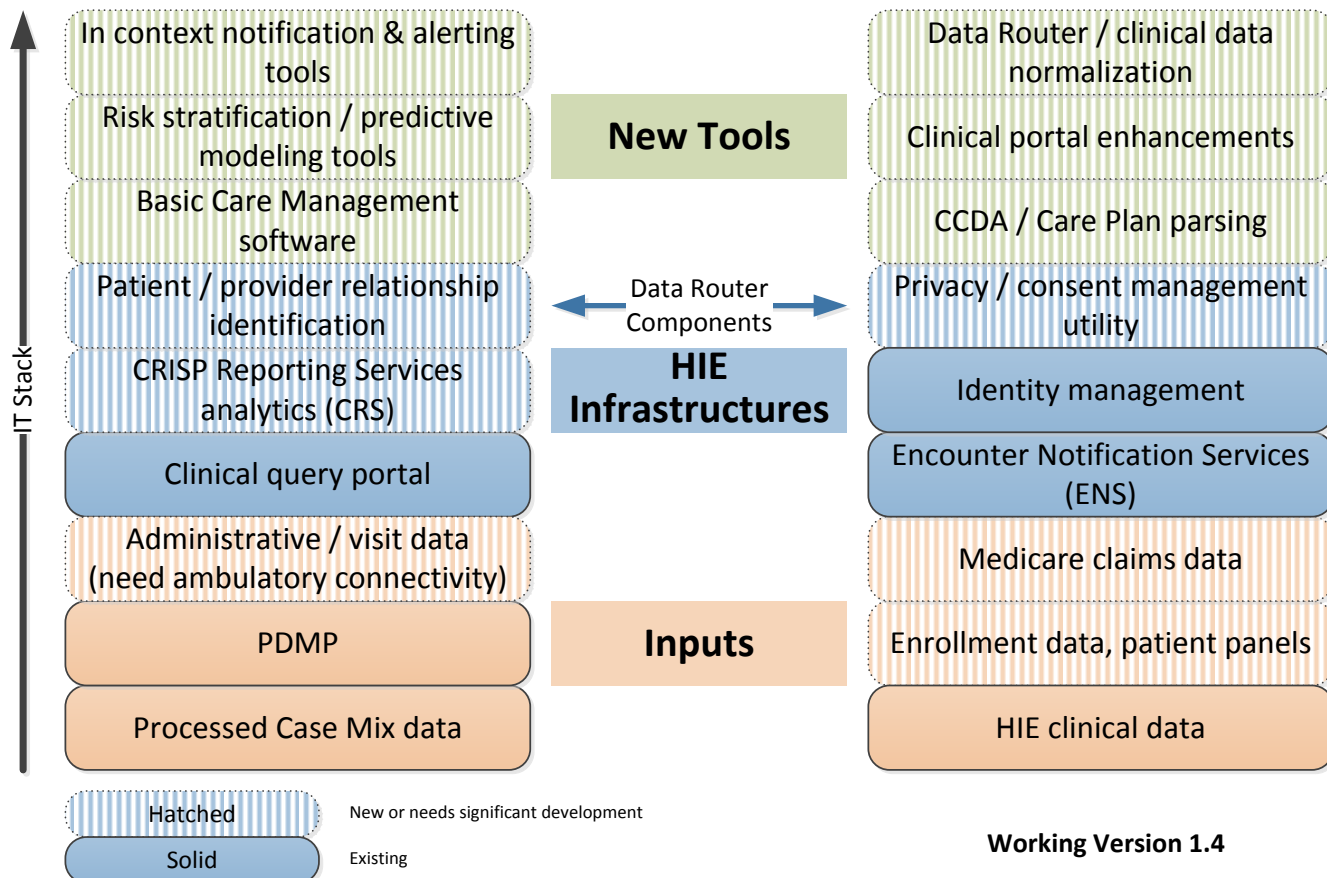 In context notification & alerting
tools
Risk stratification / predictive
modeling tools
Basic Care Management
software
Patient / provider relationship
identification
CRISP Reporting Services
analytics (CRS)
Clinical query portal
Administrative / visit data
(need ambulatory connectivity)
PDMP
Processed Case Mix data
IT Stack
New Tools
Data Router
Components
HIE
Infrastructures
Inputs
Data Router / clinical data
normalization
Clinical portal enhancements
CCDA / Care Plan parsing
Privacy / consent management
utility
Identity management
Encounter Notification Services
(ENS)
Medicare claims data
Enrollment data, patient panels
HIE clinical data
Hatched
New or needs significant development
Solid
Existing
Working Version 1.4